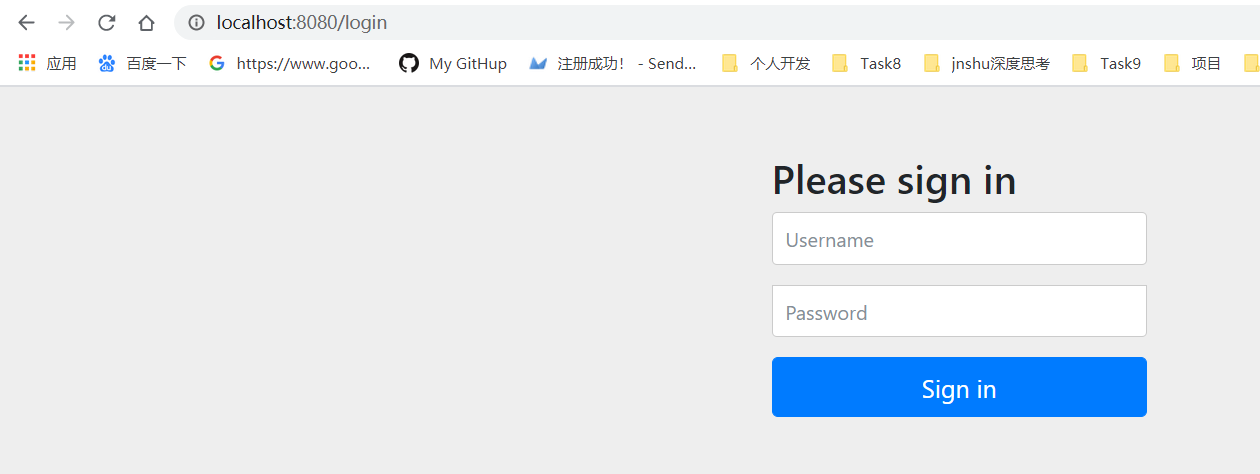 localhost:8080/login
应用 百度一下 https://www.goo... My GitHup 注册成功！ - Send... 个人开发 Task8 jnshu深度思考 Task9 项目
Please sign in
Username
Password
Sign in